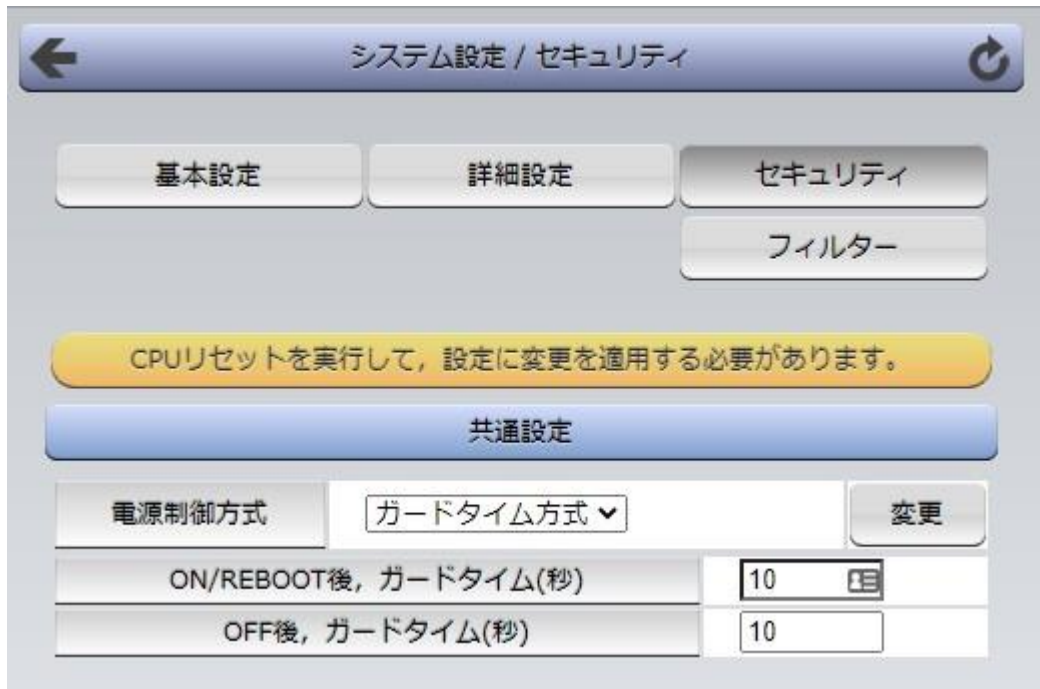 システム設定 / セキュリティ
基本設定 詳細設定 セキュリティ
フィルター
CPUリセットを実行して，設定に変更を適用する必要があります。
共通設定
電源制御方式 ガードタイム方式 変更
ON/REBOOT後，ガードタイム(秒) 10
OFF後，ガードタイム(秒) 10